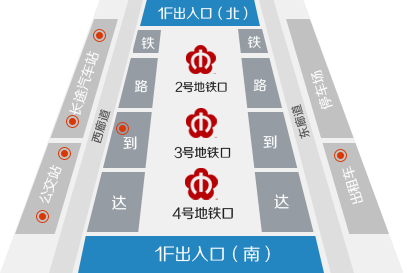 1F出入口（北）
铁
路
到
达
铁
路
到
达
2号地铁口
3号地铁口
4号地铁口
长途汽车站
西廊道
公交站
停车场
东廊道
出租车
1F出入口（南）